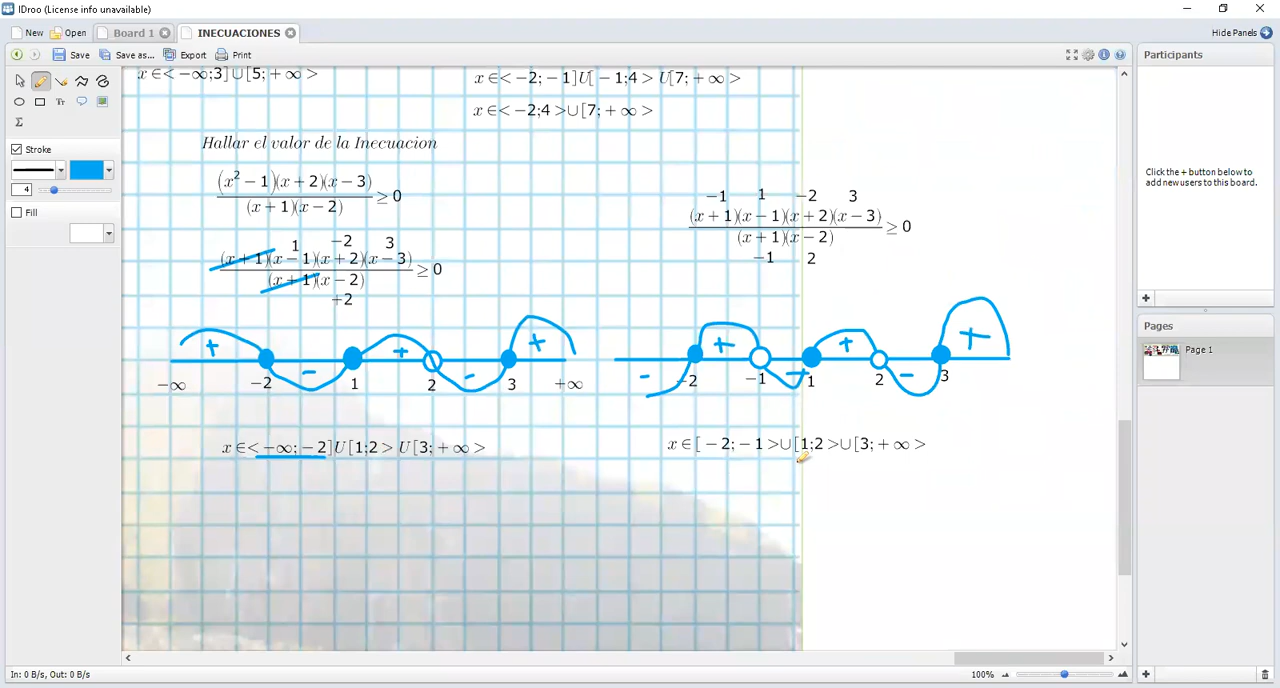 IDroo (License info unavailable)
New Open Board 1 INECUACIONES Hide Panels
Save Save as... Export Print
Stroke
4
Fill
x ∈ < −∞;3] ∪ [5; + ∞ >
x ∈ < −2; −1] U[ −1;4 > U[7; + ∞ >
x ∈ < −2;4 > ∪ [7; + ∞ >
Hallar el valor de la Inecuacion
(x² − 1)(x + 2)(x − 3)
(x + 1)(x − 2)
≥ 0
1 −2 3
(x + 1)(x − 1)(x + 2)(x − 3)
(x + 1)(x − 2)
≥ 0
+2
+ − + − +
−∞ −2 1 2 3 +∞
x ∈ < −∞; −2] U [1;2 > U [3; + ∞ >
−1 1 −2 3
(x + 1)(x − 1)(x + 2)(x − 3)
(x + 1)(x − 2)
≥ 0
−1 2
− + − + − +
−2 −1 1 2 3
x ∈ [ −2; −1 > ∪ [1;2 > ∪ [3; + ∞ >
Participants
Click the + button below to
add new users to this board.
Pages
Page 1
In: 0 B/s, Out: 0 B/s
100%